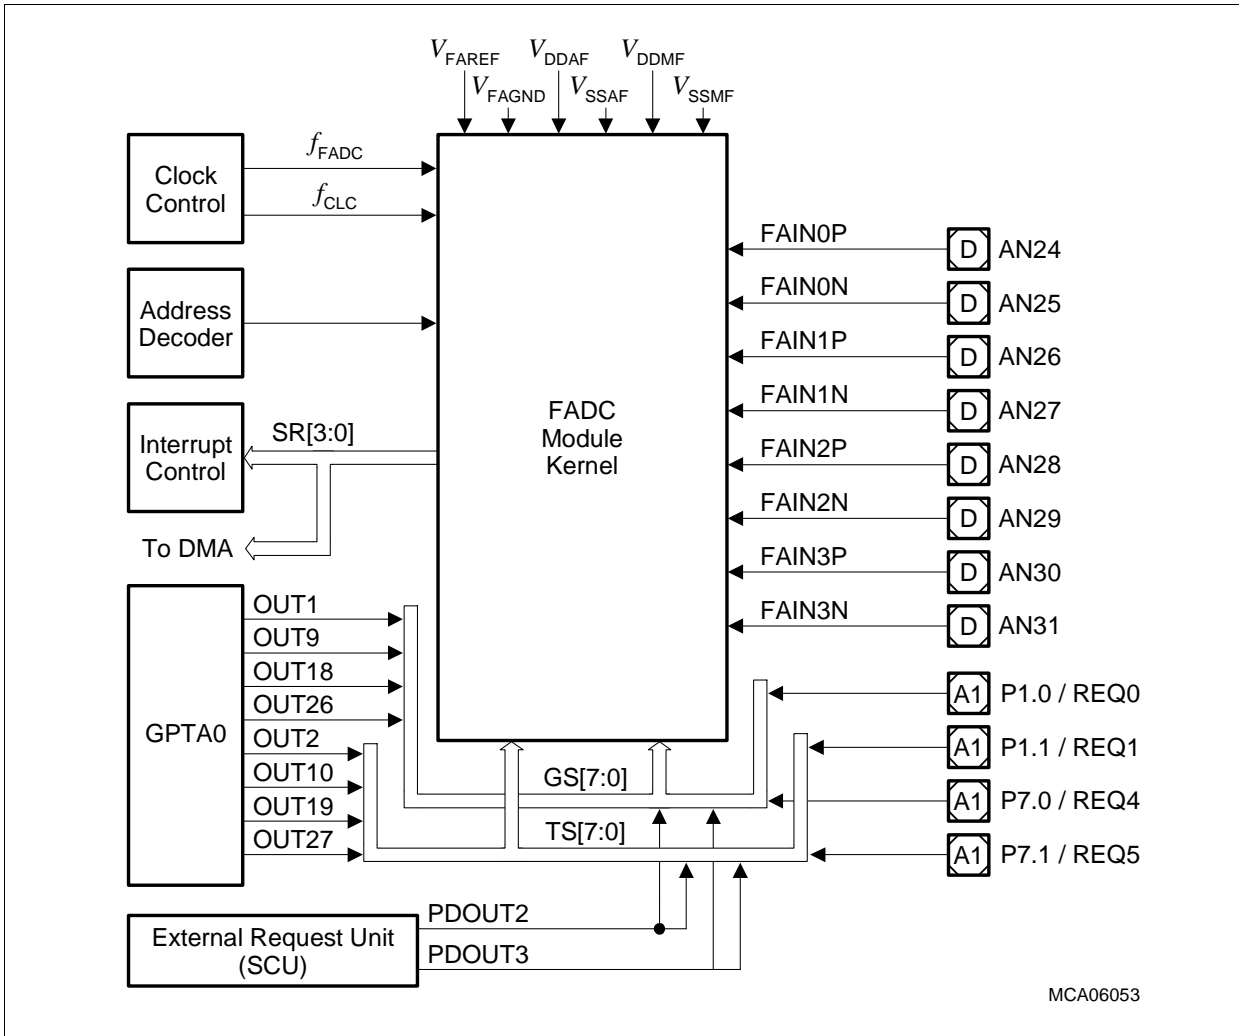 VFAREF VDDAF VDDMF
VFAGND VSSAF VSSMF
Clock
Control
fFADC
fCLC
Address
Decoder
Interrupt
Control
SR[3:0]
To DMA
FADC
Module
Kernel
FAIN0P D AN24
FAIN0N D AN25
FAIN1P D AN26
FAIN1N D AN27
FAIN2P D AN28
FAIN2N D AN29
FAIN3P D AN30
FAIN3N D AN31
GPTA0
OUT1
OUT9
OUT18
OUT26
OUT2
OUT10
OUT19
OUT27
GS[7:0]
TS[7:0]
A1 P1.0 / REQ0
A1 P1.1 / REQ1
A1 P7.0 / REQ4
A1 P7.1 / REQ5
External Request Unit
(SCU)
PDOUT2
PDOUT3
MCA06053